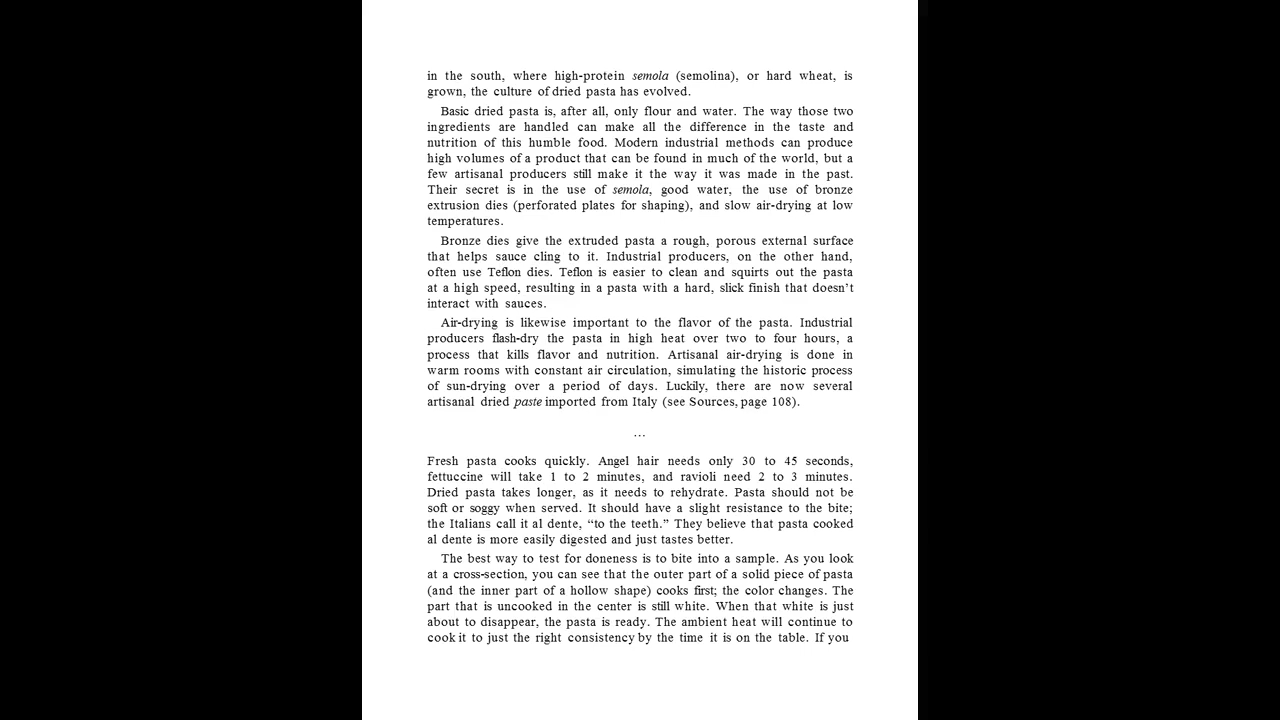 in the south, where high-protein semola (semolina), or hard wheat, is
grown, the culture of dried pasta has evolved.
Basic dried pasta is, after all, only flour and water. The way those two
ingredients are handled can make all the difference in the taste and
nutrition of this humble food. Modern industrial methods can produce
high volumes of a product that can be found in much of the world, but a
few artisanal producers still make it the way it was made in the past.
Their secret is in the use of semola, good water, the use of bronze
extrusion dies (perforated plates for shaping), and slow air-drying at low
temperatures.
Bronze dies give the extruded pasta a rough, porous external surface
that helps sauce cling to it. Industrial producers, on the other hand,
often use Teflon dies. Teflon is easier to clean and squirts out the pasta
at a high speed, resulting in a pasta with a hard, slick finish that doesn’t
interact with sauces.
Air-drying is likewise important to the flavor of the pasta. Industrial
producers flash-dry the pasta in high heat over two to four hours, a
process that kills flavor and nutrition. Artisanal air-drying is done in
warm rooms with constant air circulation, simulating the historic process
of sun-drying over a period of days. Luckily, there are now several
artisanal dried paste imported from Italy (see Sources, page 108).
...
Fresh pasta cooks quickly. Angel hair needs only 30 to 45 seconds,
fettuccine will take 1 to 2 minutes, and ravioli need 2 to 3 minutes.
Dried pasta takes longer, as it needs to rehydrate. Pasta should not be
soft or soggy when served. It should have a slight resistance to the bite;
the Italians call it al dente, “to the teeth.” They believe that pasta cooked
al dente is more easily digested and just tastes better.
The best way to test for doneness is to bite into a sample. As you look
at a cross-section, you can see that the outer part of a solid piece of pasta
(and the inner part of a hollow shape) cooks first; the color changes. The
part that is uncooked in the center is still white. When that white is just
about to disappear, the pasta is ready. The ambient heat will continue to
cook it to just the right consistency by the time it is on the table. If you